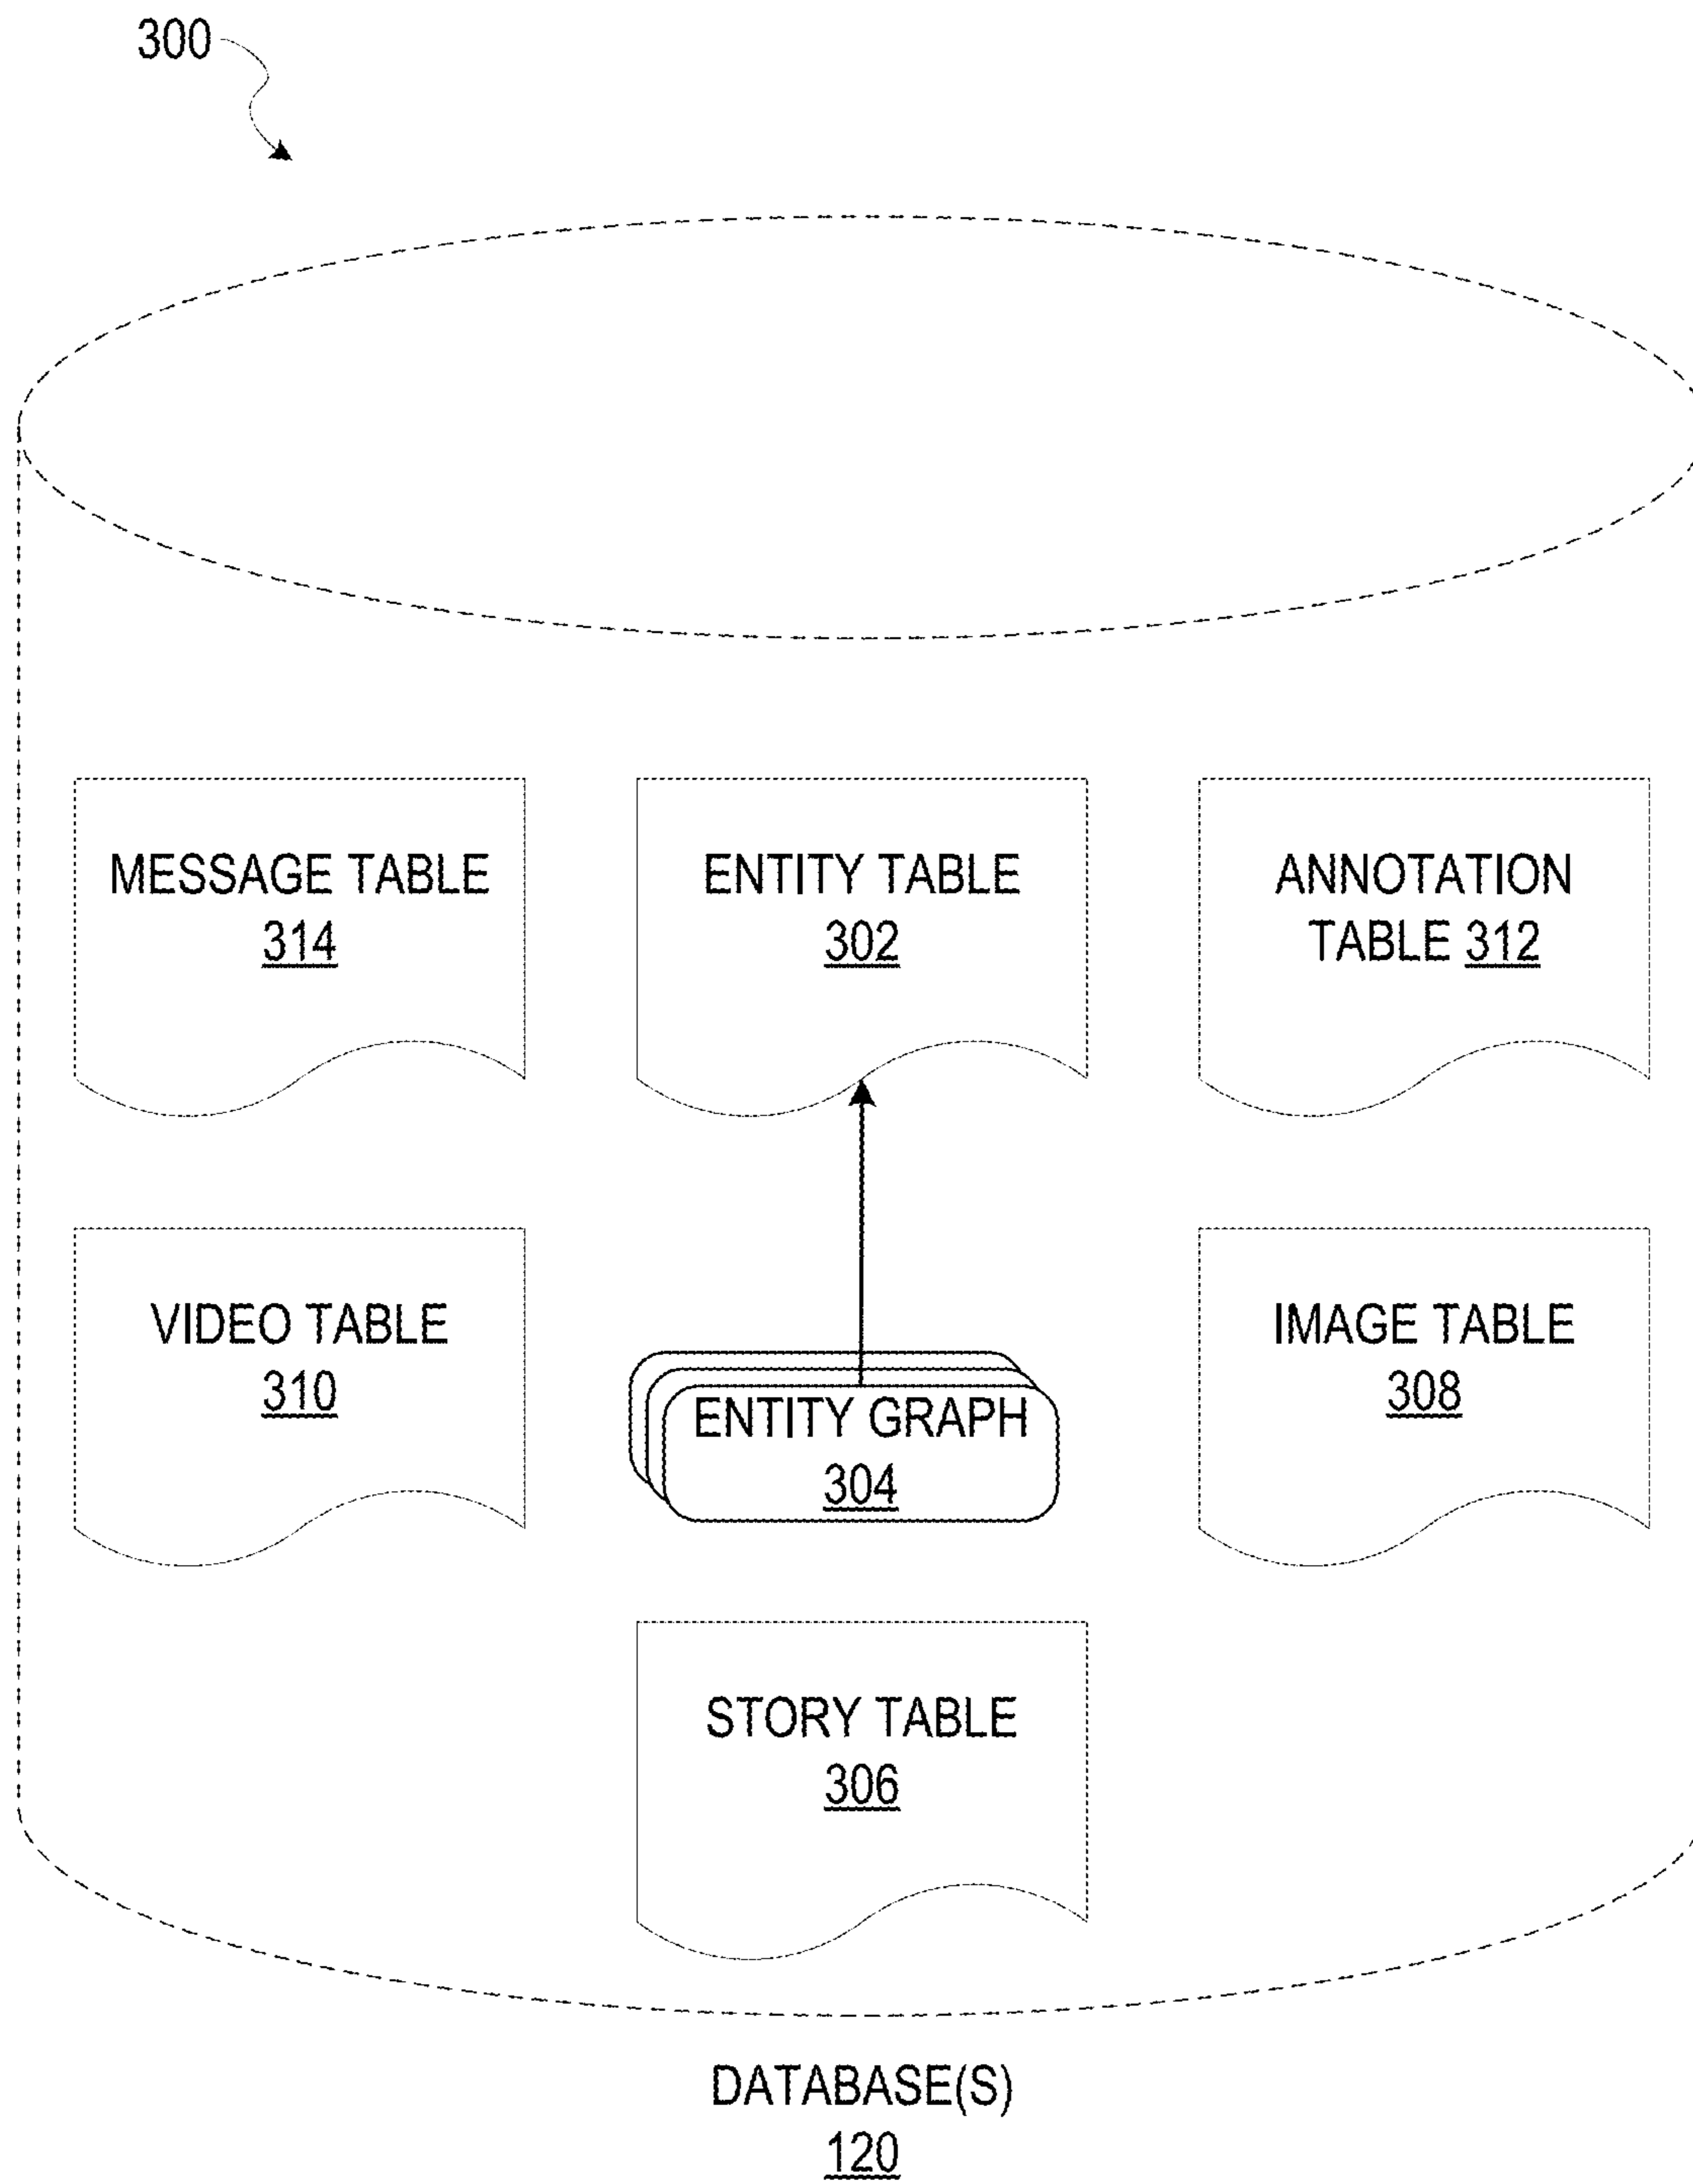 300
MESSAGE TABLE
314
ENTITY TABLE
302
ANNOTATION
TABLE 312
VIDEO TABLE
310
ENTITY GRAPH
304
IMAGE TABLE
308
STORY TABLE
306
DATABASE(S)
120